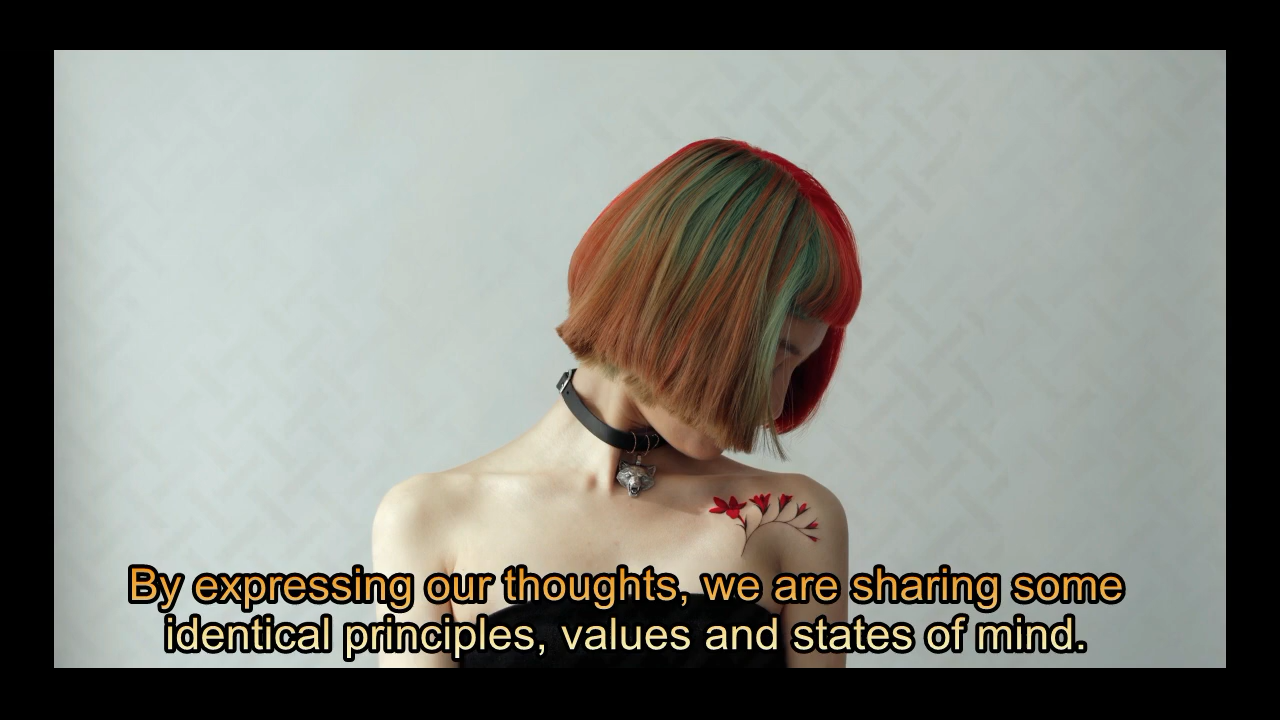 By expressing our thoughts, we are sharing some
identical principles, values and states of mind.